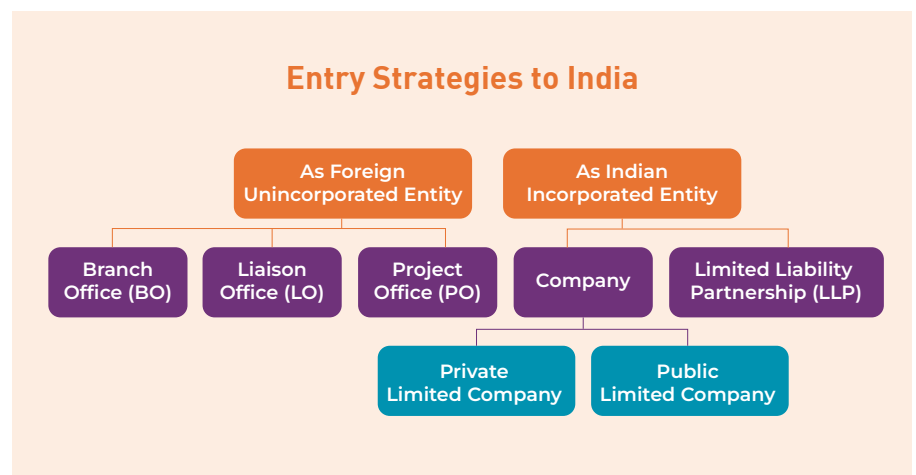 Entry Strategies to India
As Foreign
Unincorporated Entity
As Indian
Incorporated Entity
Branch
Office (BO)
Liaison
Office (LO)
Project
Office (PO)
Company
Limited Liability
Partnership (LLP)
Private
Limited Company
Public
Limited Company